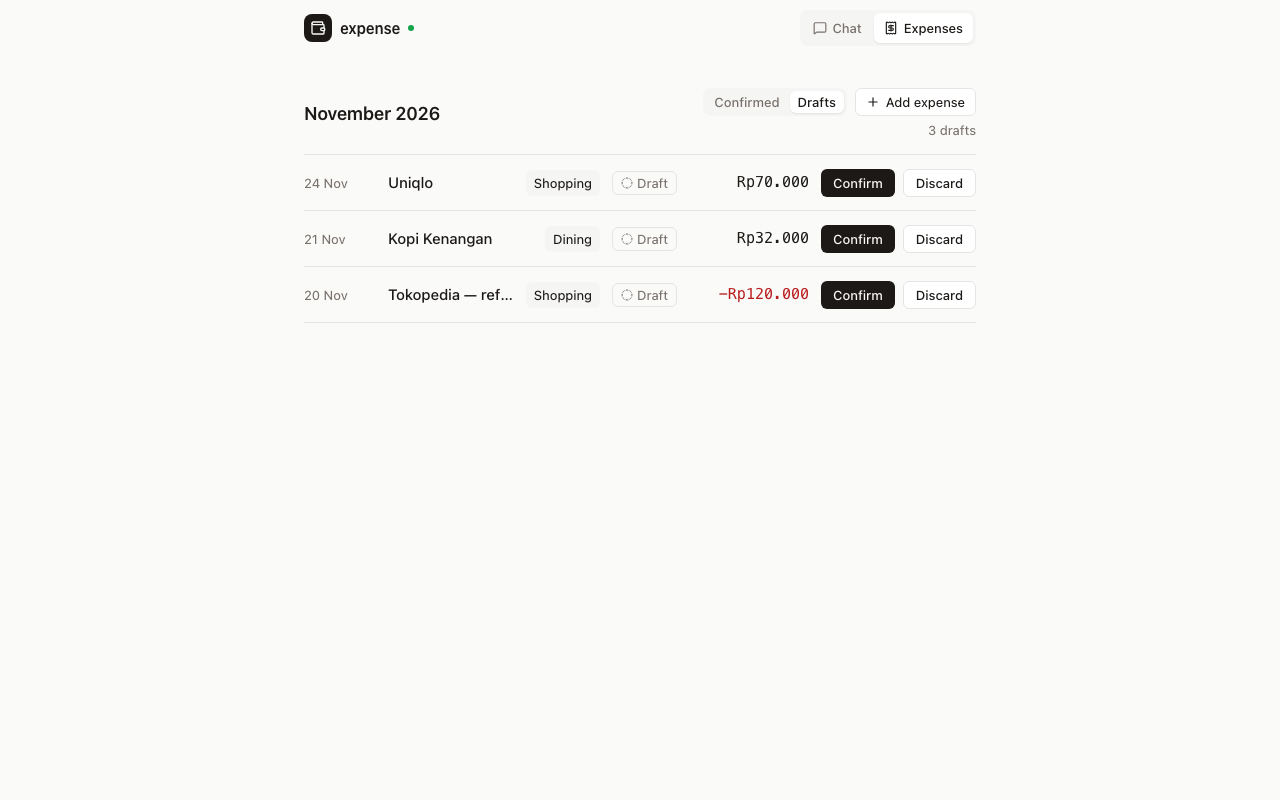 expense
Chat
Expenses
November 2026
Confirmed
Drafts
+ Add expense
3 drafts
24 Nov Uniqlo Shopping Draft Rp70.000 Confirm Discard
21 Nov Kopi Kenangan Dining Draft Rp32.000 Confirm Discard
20 Nov Tokopedia — ref... Shopping Draft −Rp120.000 Confirm Discard